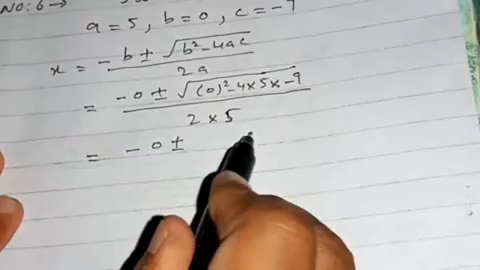 NO: 6→
a = 5, b = 0, c = -9
x = -b ± √b² - 4ac / 2a
= -0 ± √(0)² - 4×5×-9 / 2×5
= -0 ±